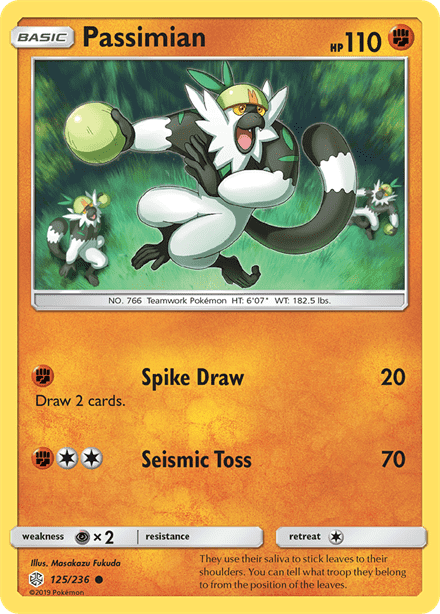 BASIC Passimian HP 110
NO. 766 Teamwork Pokémon HT: 6'07" WT: 182.5 lbs.
Spike Draw 20
Draw 2 cards.
Seismic Toss 70
weakness × 2 resistance retreat
Illus. Masakazu Fukuda
125/236
©2019 Pokémon
They use their saliva to stick leaves to their
shoulders. You can tell what troop they belong
to from the position of the leaves.